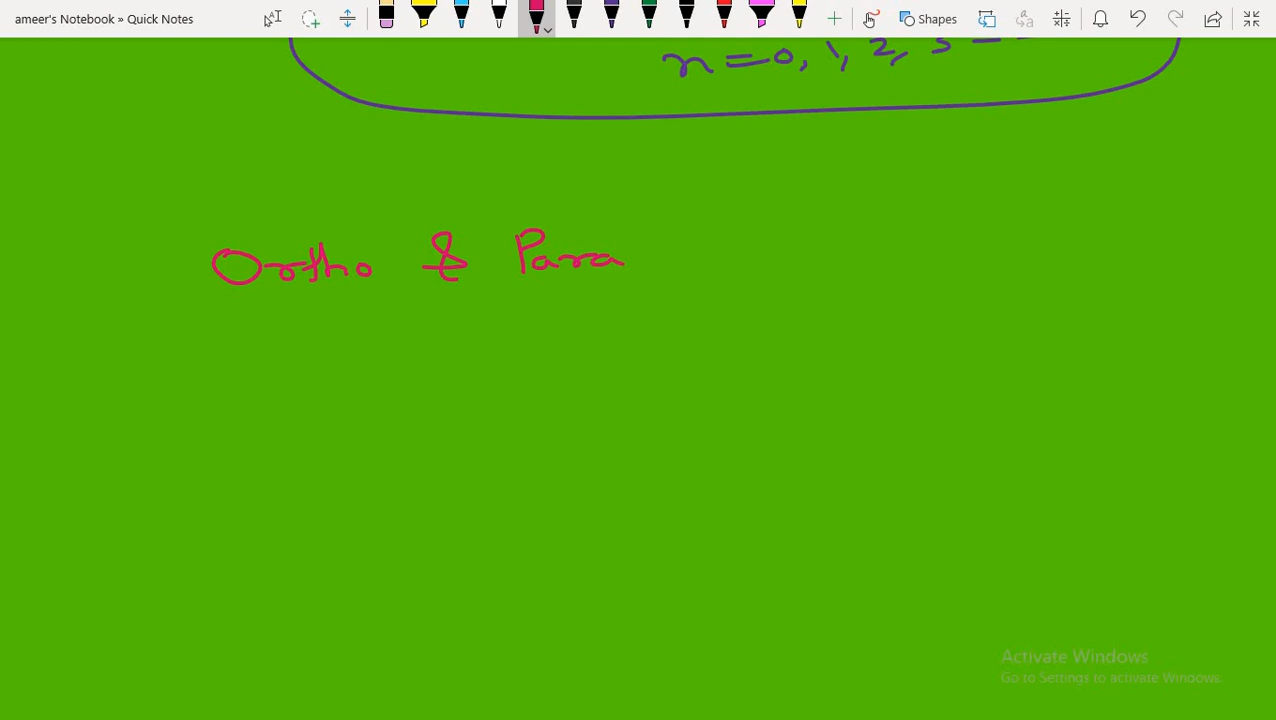 ameer's Notebook » Quick Notes
Shapes
n = 0, 1, 2, 3 - -
Ortho & Para
Activate Windows
Go to Settings to activate Windows.